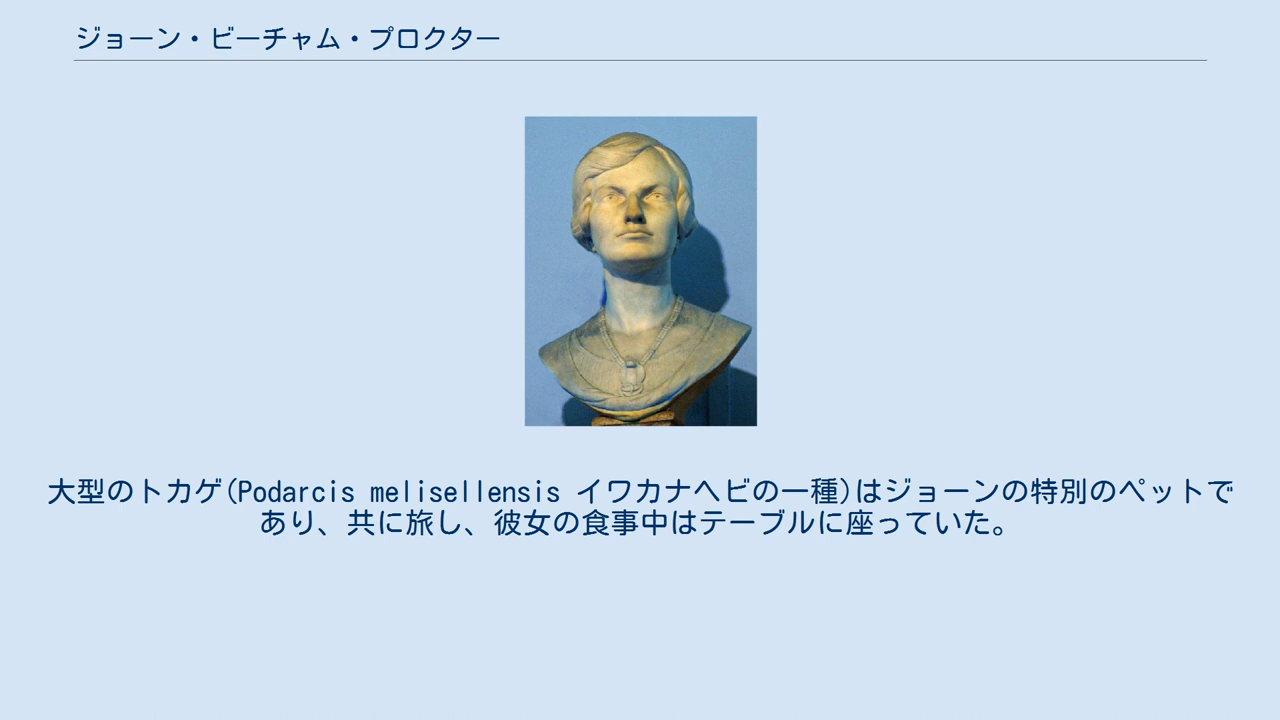 ジョーン・ビーチャム・プロクター
大型のトカゲ(Podarcis melisellensis イワカナヘビの一種)はジョーンの特別のペットで
あり、共に旅し、彼女の食事中はテーブルに座っていた。